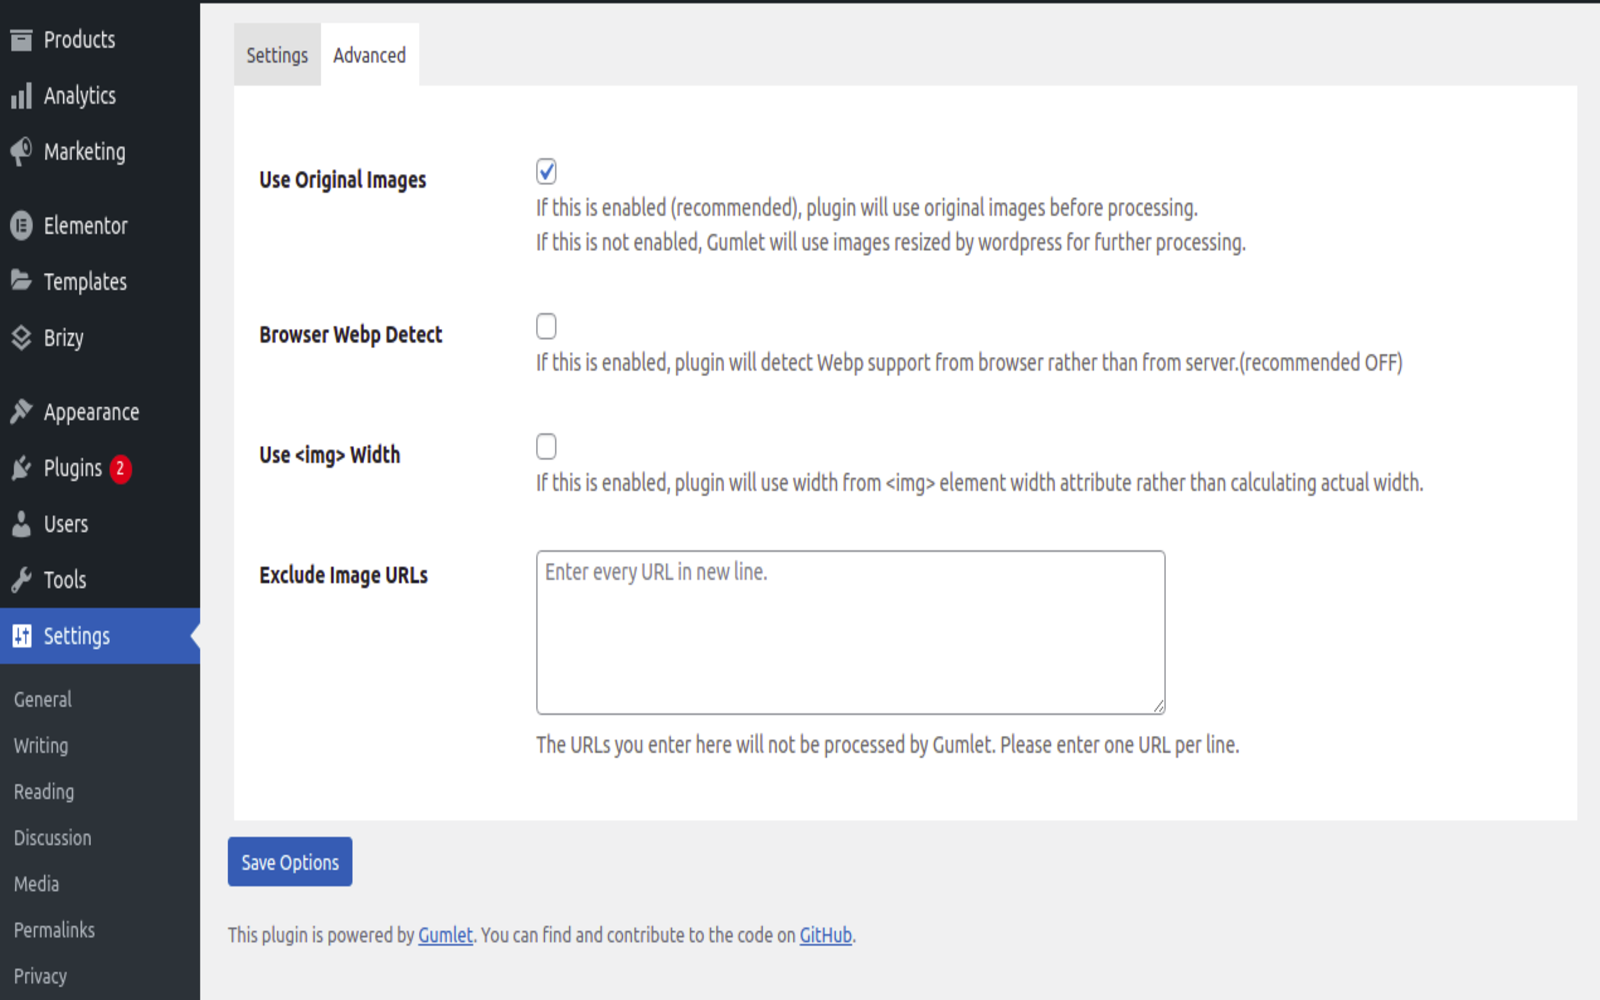 Products
Analytics
Marketing
Elementor
Templates
Brizy
Appearance
Plugins 2
Users
Tools
Settings
General
Writing
Reading
Discussion
Media
Permalinks
Privacy
Settings Advanced
Use Original Images
If this is enabled (recommended), plugin will use original images before processing.
If this is not enabled, Gumlet will use images resized by wordpress for further processing.
Browser Webp Detect
If this is enabled, plugin will detect Webp support from browser rather than from server.(recommended OFF)
Use <img> Width
If this is enabled, plugin will use width from <img> element width attribute rather than calculating actual width.
Exclude Image URLs
Enter every URL in new line.
The URLs you enter here will not be processed by Gumlet. Please enter one URL per line.
Save Options
This plugin is powered by Gumlet. You can find and contribute to the code on GitHub.